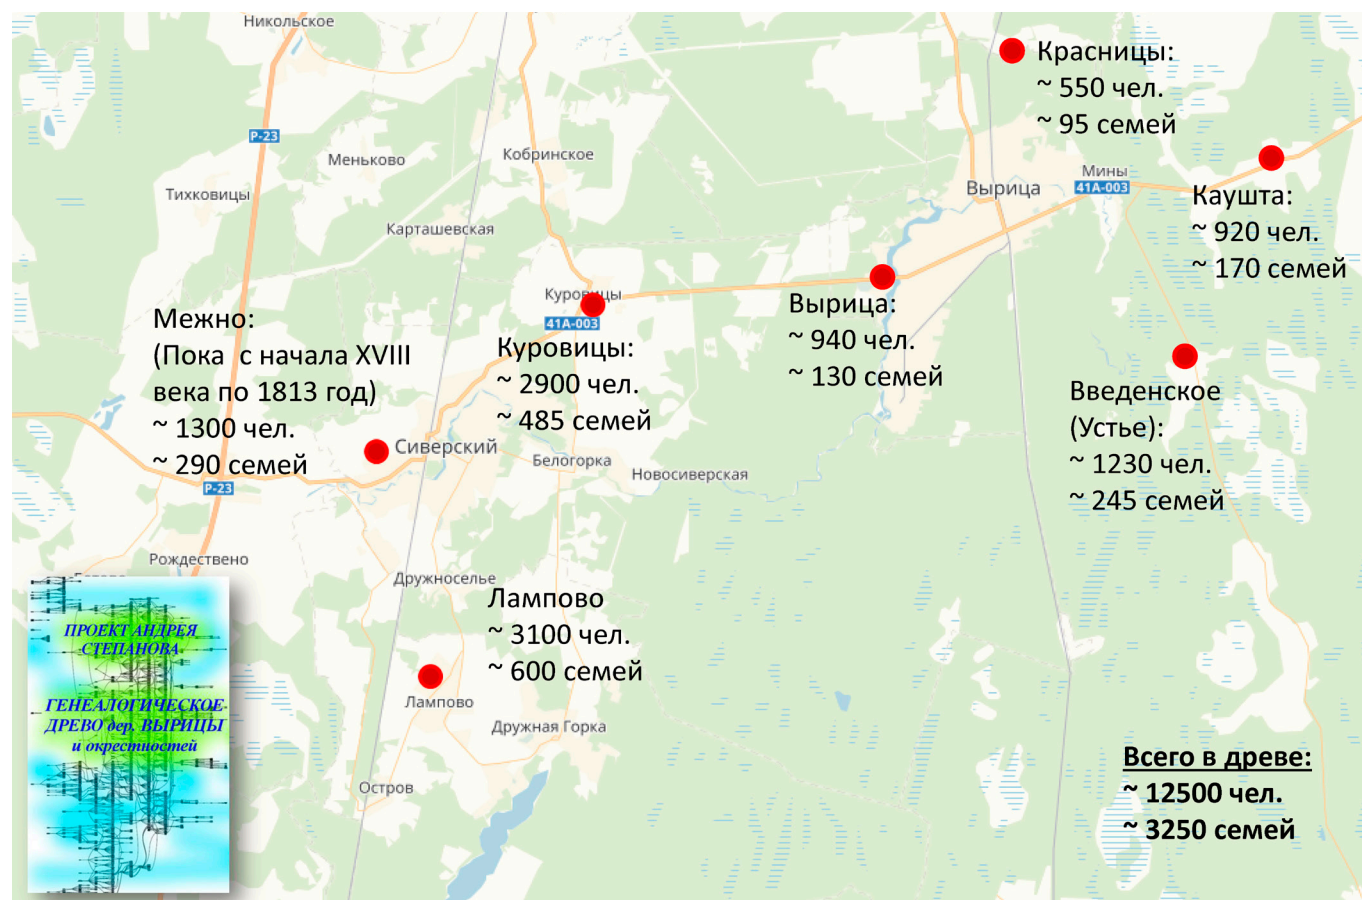 Никольское
Р-23
Меньково
Тихковицы
Карташевская
Кобринское
Красницы:
~ 550 чел.
~ 95 семей
Мины
41А-003
Вырица
Каушта:
~ 920 чел.
~ 170 семей
Куровицы
41А-003
Куровицы:
~ 2900 чел.
~ 485 семей
Вырица:
~ 940 чел.
~ 130 семей
Межно:
(Пока с начала XVIII
века по 1813 год)
~ 1300 чел.
~ 290 семей
Р-23
Сиверский
Белогорка
Новосиверская
Введенское
(Устье):
~ 1230 чел.
~ 245 семей
Рождествено
Дружноселье
Лампово
~ 3100 чел.
~ 600 семей
Лампово
Дружная Горка
Остров
ПРОЕКТ АНДРЕЯ
СТЕПАНОВА
ГЕНЕАЛОГИЧЕСКОЕ
ДРЕВО дер. ВЫРИЦЫ
и окрестностей
Всего в древе:
~ 12500 чел.
~ 3250 семей